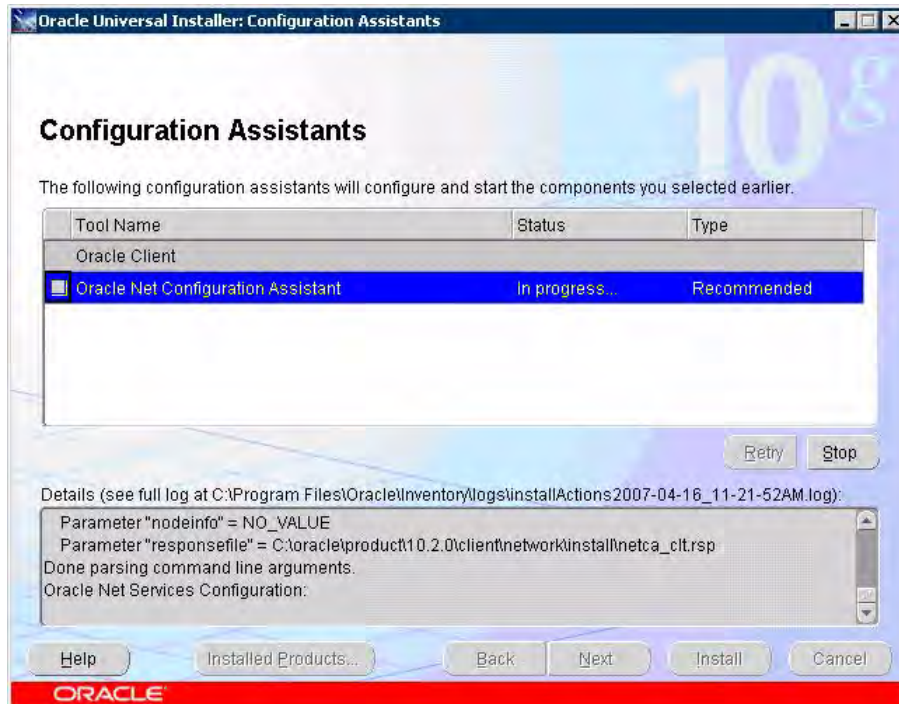 Oracle Universal Installer: Configuration Assistants
10g
Configuration Assistants
The following configuration assistants will configure and start the components you selected earlier.
Tool Name Status Type
Oracle Client
Oracle Net Configuration Assistant In progress... Recommended
Retry Stop
Details (see full log at C:\Program Files\Oracle\Inventory\logs\installActions2007-04-16_11-21-52AM.log):
Parameter "nodeinfo" = NO_VALUE
Parameter "responsefile" = C:\oracle\product\10.2.0\client\network\install\netca_clt.rsp
Done parsing command line arguments.
Oracle Net Services Configuration:
Help Installed Products... Back Next Install Cancel
ORACLE